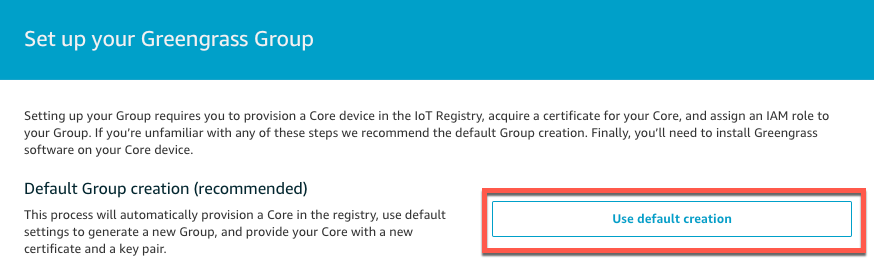 Set up your Greengrass Group
Setting up your Group requires you to provision a Core device in the IoT Registry, acquire a certificate for your Core, and assign an IAM role to
your Group. If you're unfamiliar with any of these steps we recommend the default Group creation. Finally, you'll need to install Greengrass
software on your Core device.
Default Group creation (recommended)
This process will automatically provision a Core in the registry, use default
settings to generate a new Group, and provide your Core with a new
certificate and a key pair.
Use default creation